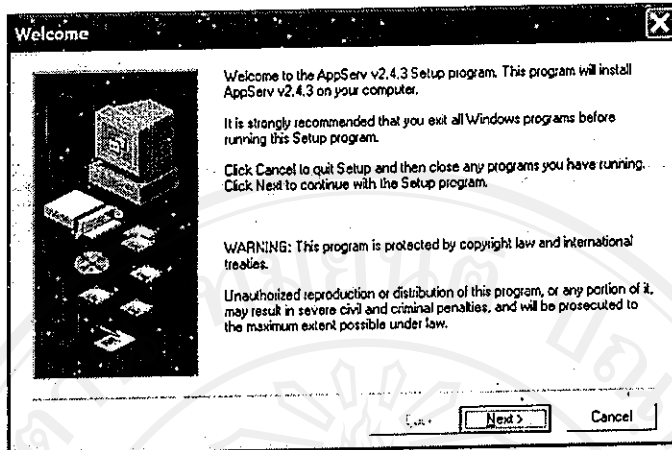 Welcome
Welcome to the AppServ v2.4.3 Setup program. This program will install
AppServ v2.4.3 on your computer.
It is strongly recommended that you exit all Windows programs before
running this Setup program.
Click Cancel to quit Setup and then close any programs you have running.
Click Next to continue with the Setup program.
WARNING: This program is protected by copyright law and international
treaties.
Unauthorized reproduction or distribution of this program, or any portion of it,
may result in severe civil and criminal penalties, and will be prosecuted to
the maximum extent possible under law.
Next >
Cancel